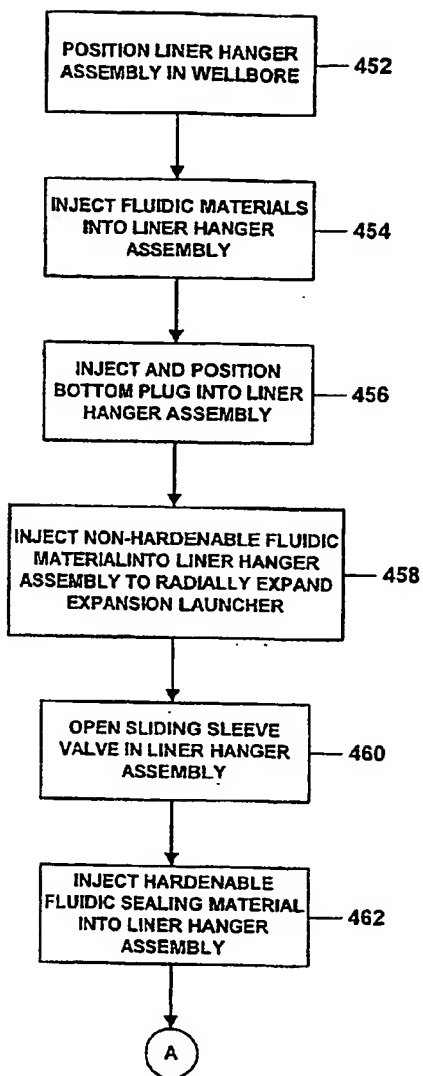 POSITION LINER HANGER
ASSEMBLY IN WELLBORE
452
INJECT FLUIDIC MATERIALS
INTO LINER HANGER
ASSEMBLY
454
INJECT AND POSITION
BOTTOM PLUG INTO LINER
HANGER ASSEMBLY
456
INJECT NON-HARDENABLE FLUIDIC
MATERIALINTO LINER HANGER
ASSEMBLY TO RADIALLY EXPAND
EXPANSION LAUNCHER
458
OPEN SLIDING SLEEVE
VALVE IN LINER HANGER
ASSEMBLY
460
INJECT HARDENABLE
FLUIDIC SEALING MATERIAL
INTO LINER HANGER
ASSEMBLY
462
A